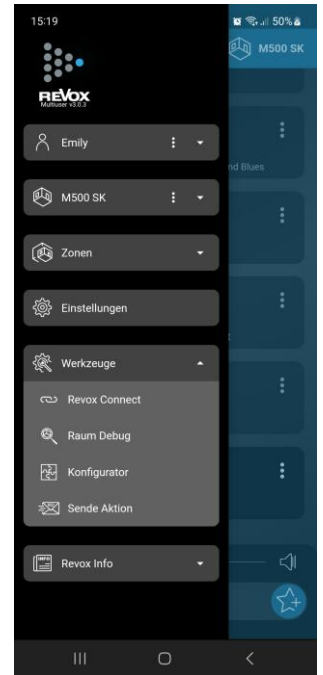 15:19
50%
M500 SK
REVOX
Multiuser v3.0.3
Emily
nd Blues
M500 SK
Zonen
Einstellungen
Werkzeuge
Revox Connect
Raum Debug
Konfigurator
Sende Aktion
INFO
Revox Info